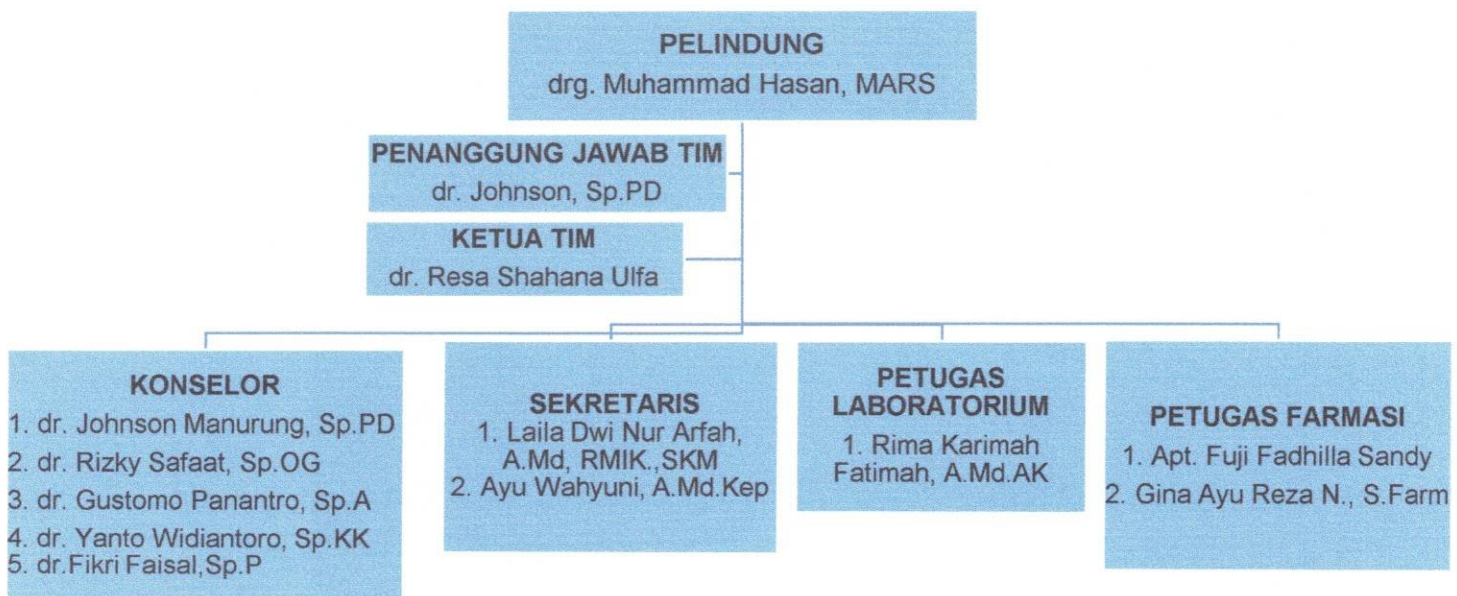 PELINDUNG
drg. Muhammad Hasan, MARS
PENANGGUNG JAWAB TIM
dr. Johnson, Sp.PD
KETUA TIM
dr. Resa Shahana Ulfa
KONSELOR
1. dr. Johnson Manurung, Sp.PD
2. dr. Rizky Safaat, Sp.OG
3. dr. Gustomo Panantro, Sp.A
4. dr. Yanto Widiantoro, Sp.KK
5. dr.Fikri Faisal,Sp.P
SEKRETARIS
1. Laila Dwi Nur Arfah,
A.Md, RMIK.,SKM
2. Ayu Wahyuni, A.Md.Kep
PETUGAS
LABORATORIUM
1. Rima Karimah
Fatimah, A.Md.AK
PETUGAS FARMASI
1. Apt. Fuji Fadhilla Sandy
2. Gina Ayu Reza N., S.Farm